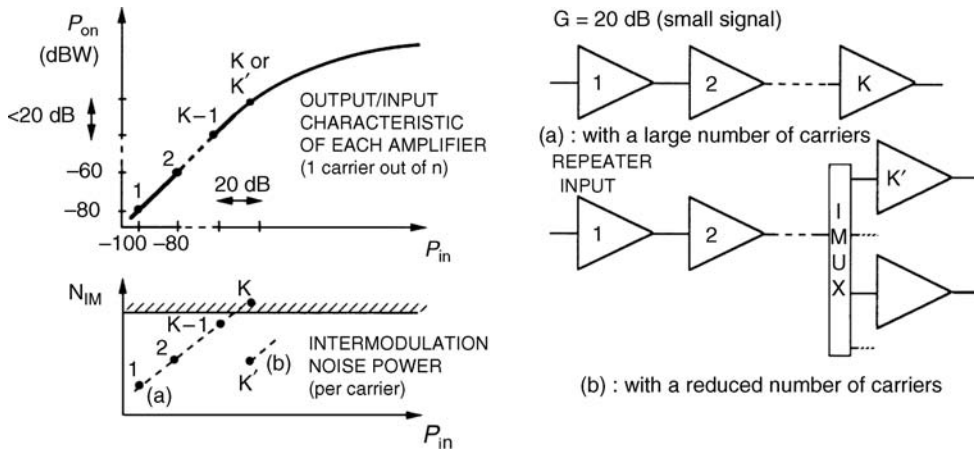 P_on
(dBW)
<20 dB
−60
−80
1
2
K−1
K or
K′
20 dB
−100 −80
P_in
OUTPUT/INPUT
CHARACTERISTIC
OF EACH AMPLIFIER
(1 carrier out of n)
N_IM
1
2
K−1
K
(a)
K′
(b)
INTERMODULATION
NOISE POWER
(per carrier)
P_in
G = 20 dB (small signal)
1
2
K
(a) : with a large number of carriers
REPEATER
INPUT
1
2
IMUX
K′
(b) : with a reduced number of carriers